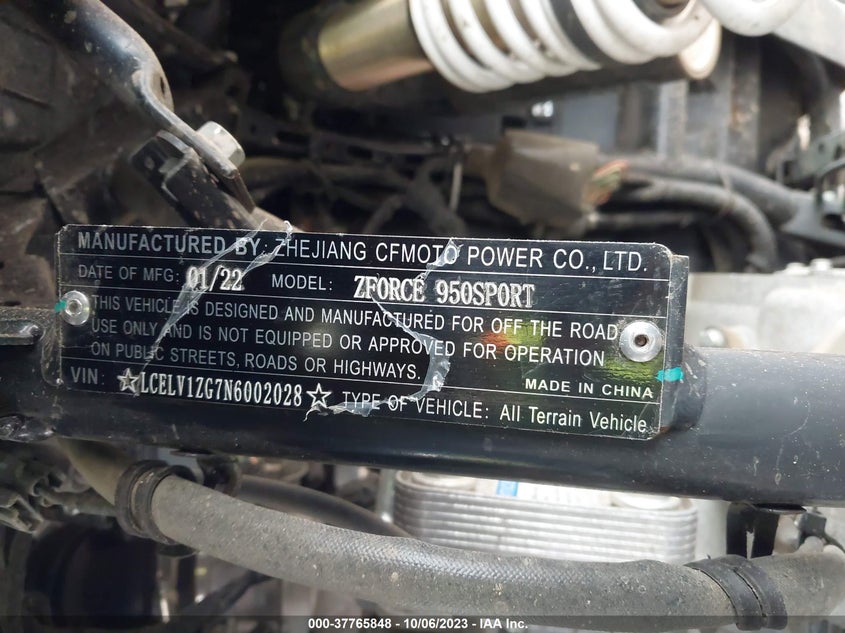 MANUFACTURED BY: ZHEJIANG CFMOTO POWER CO., LTD.
DATE OF MFG: 01/22 MODEL: ZFORCE 950SPORT
THIS VEHICLE IS DESIGNED AND MANUFACTURED FOR OFF THE ROAD
USE ONLY AND IS NOT EQUIPPED OR APPROVED FOR OPERATION
ON PUBLIC STREETS, ROADS OR HIGHWAYS.
MADE IN CHINA
VIN: ☆LCELV1ZG7N6002028☆ TYPE OF VEHICLE: All Terrain Vehicle
000-37765848 | 10/06/2023 - IAA Inc.